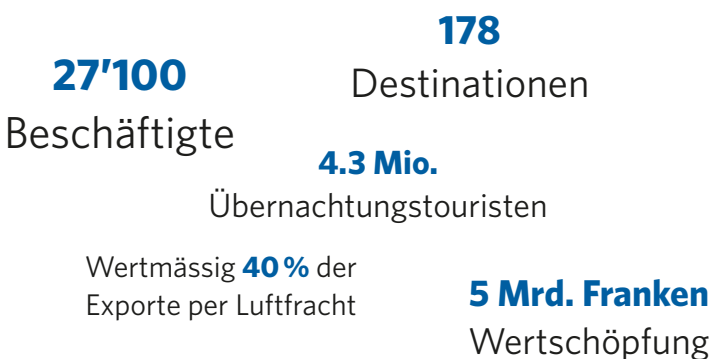 178
Destinationen
27'100
Beschäftigte
4.3 Mio.
Übernachtungstouristen
Wertmässig 40 % der
Exporte per Luftfracht
5 Mrd. Franken
Wertschöpfung